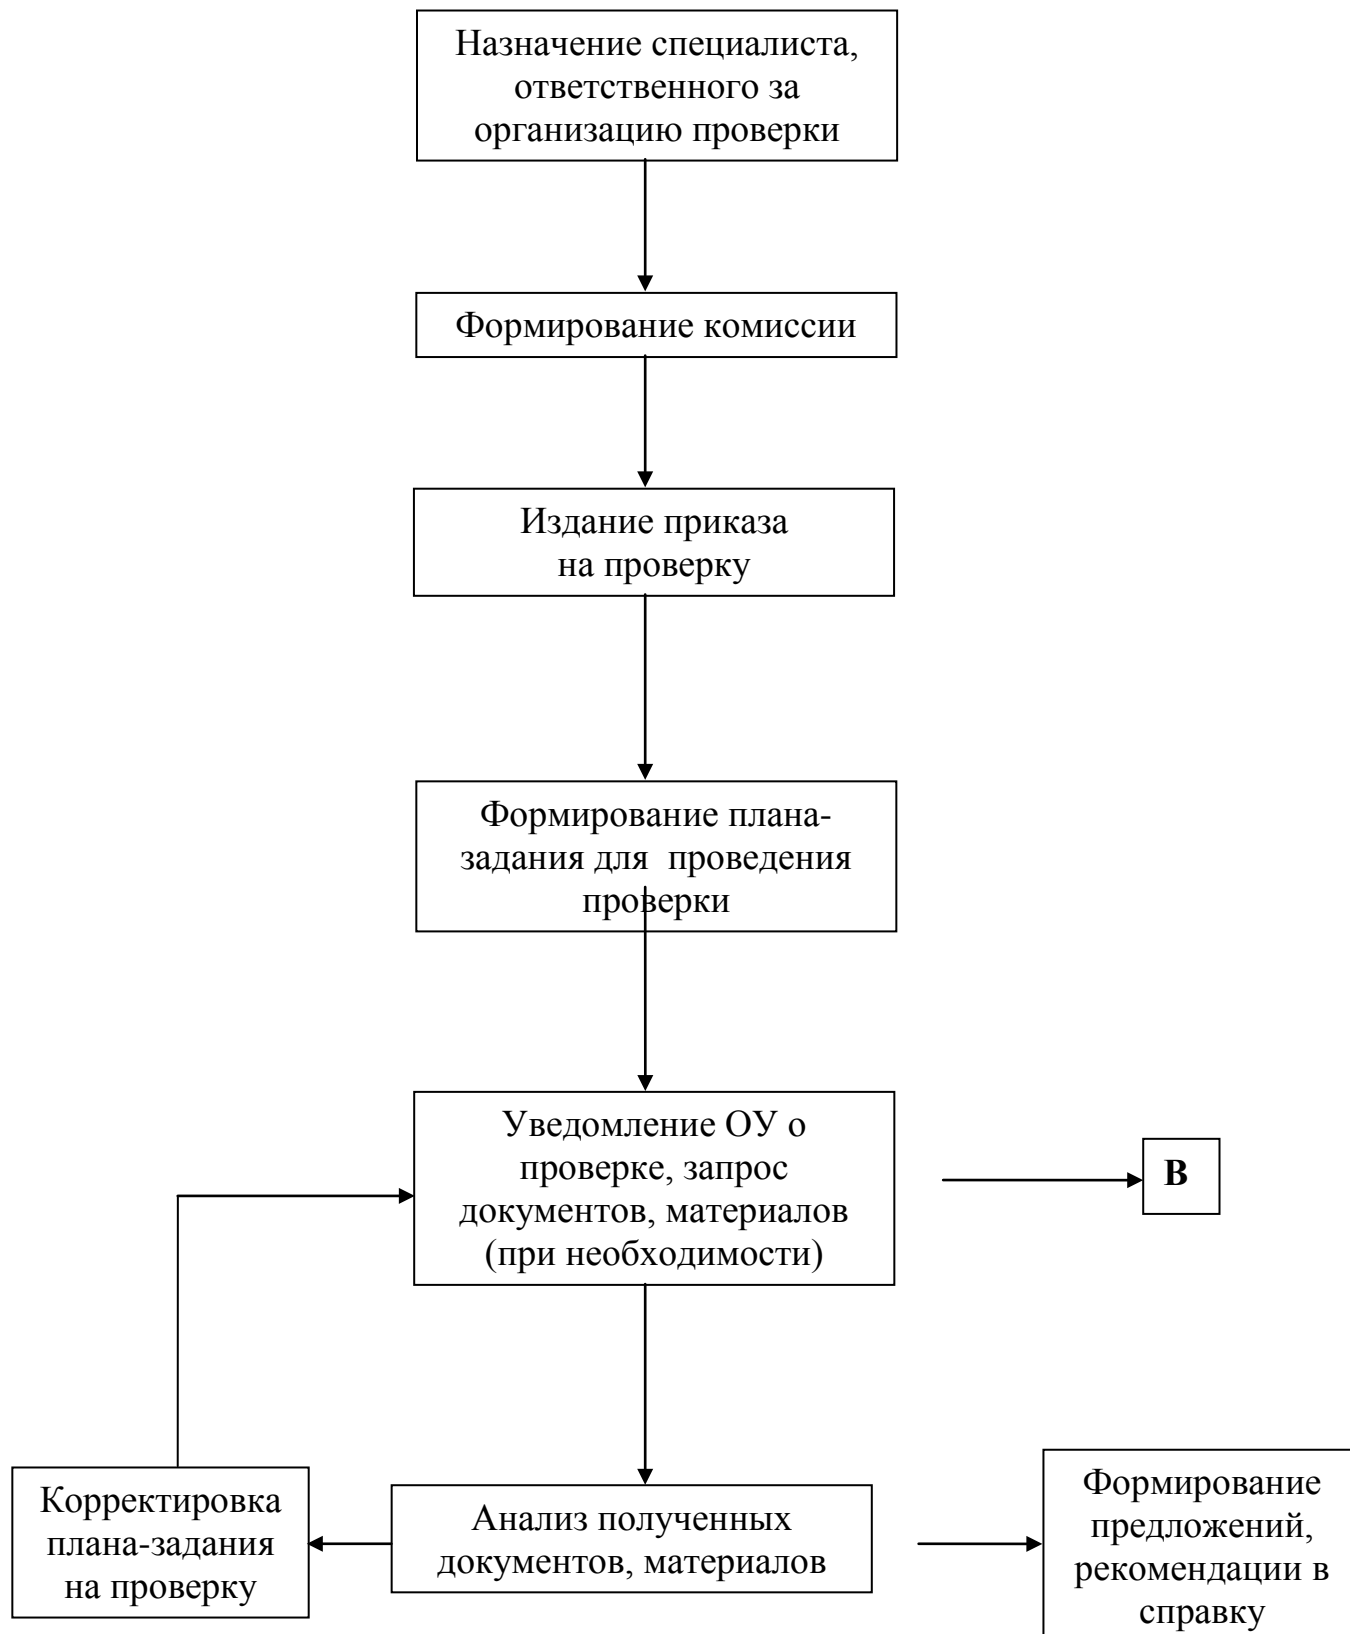 Назначение специалиста,
ответственного за
организацию проверки
Формирование комиссии
Издание приказа
на проверку
Формирование плана-
задания для  проведения
проверки
Уведомление ОУ о
проверке, запрос
документов, материалов
(при необходимости)
В
Корректировка
плана-задания
на проверку
Анализ полученных
документов, материалов
Формирование
предложений,
рекомендации в
справку